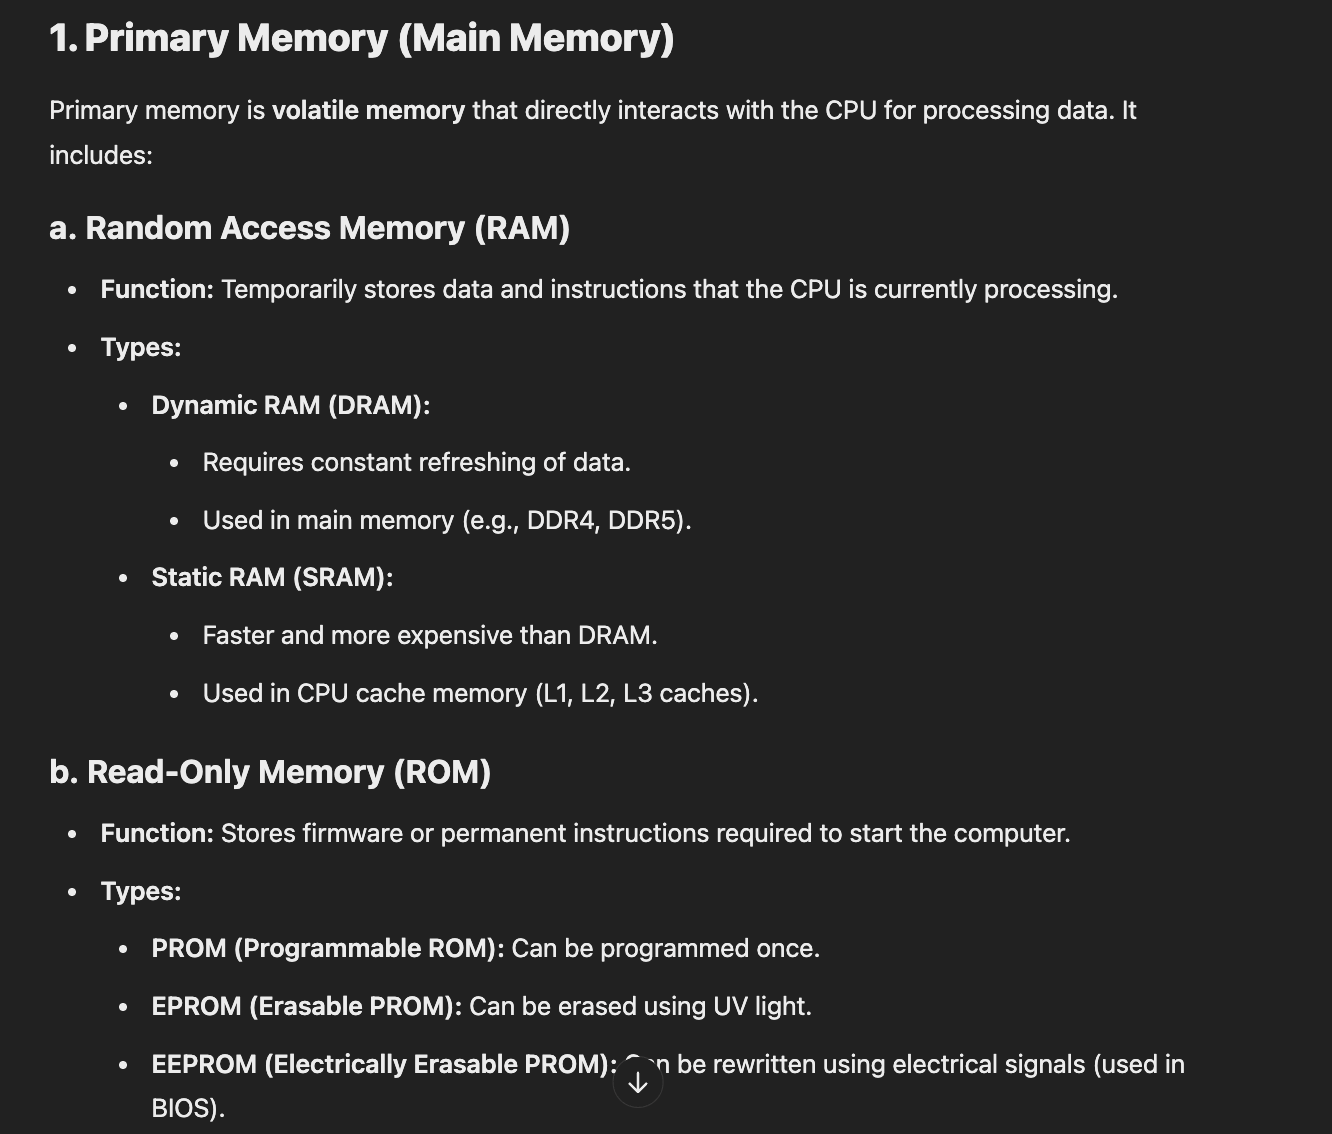 1. Primary Memory (Main Memory)
Primary memory is volatile memory that directly interacts with the CPU for processing data. It
includes:
a. Random Access Memory (RAM)
• Function: Temporarily stores data and instructions that the CPU is currently processing.
• Types:
• Dynamic RAM (DRAM):
• Requires constant refreshing of data.
• Used in main memory (e.g., DDR4, DDR5).
• Static RAM (SRAM):
• Faster and more expensive than DRAM.
• Used in CPU cache memory (L1, L2, L3 caches).
b. Read-Only Memory (ROM)
• Function: Stores firmware or permanent instructions required to start the computer.
• Types:
• PROM (Programmable ROM): Can be programmed once.
• EPROM (Erasable PROM): Can be erased using UV light.
• EEPROM (Electrically Erasable PROM): Can be rewritten using electrical signals (used in
BIOS).